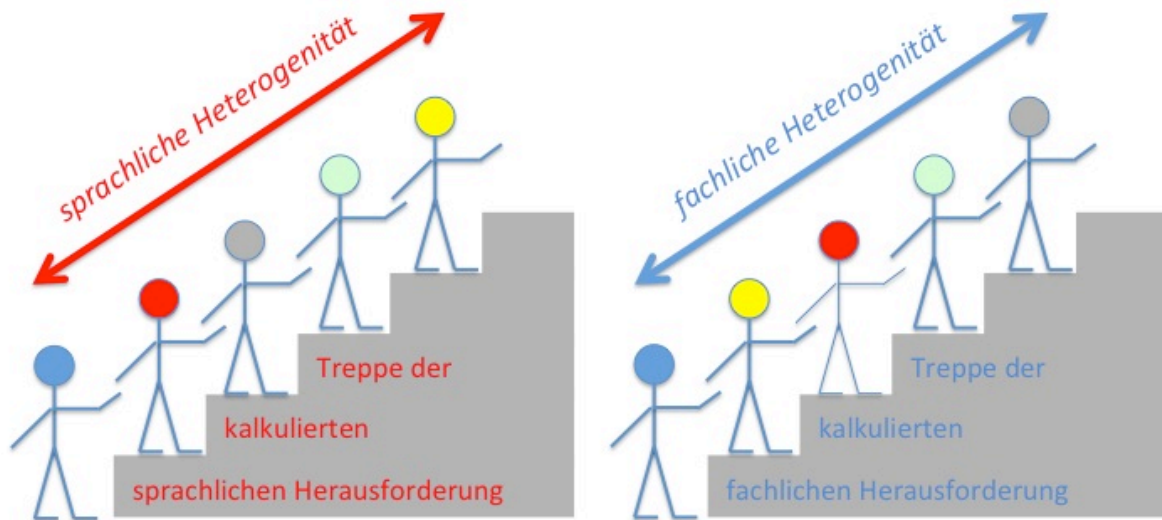 sprachliche Heterogenität
Treppe der
kalkulierten
sprachlichen Herausforderung
fachliche Heterogenität
Treppe der
kalkulierten
fachlichen Herausforderung